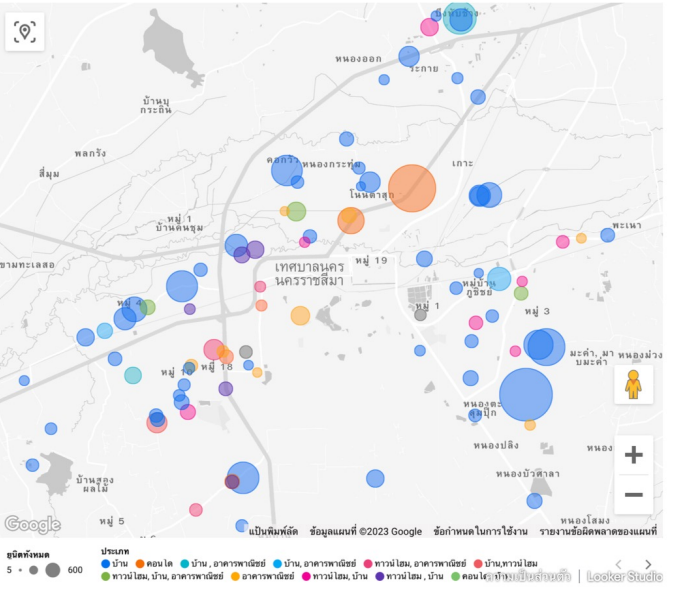 หนองออก
ระกาย
บ้านบุ
กระถิน
พลกรัง
สี่มุม
หนองกระทุ่ม
เกาะ
โนนตาสุก
หมู่ 1
บ้านคนชุม
พะเนา
ขามทะเลสอ
หมู่ 19
เทศบาลนคร
นครราชสีมา
หมู่บ้าน
ภูชิชย์
หมู่ 1
หมู่ 3
มะค่า, มา
บมะค่า
หนองม่วง
หมู่ 18
หนองปลิง
หนอง
หนองบัวศาลา
บ้านสอง
ผลไม้
หมู่ 5
หนองโสมง
Google
แป้นพิมพ์ลัด ข้อมูลแผนที่ ©2023 Google ข้อกำหนดในการใช้งาน รายงานข้อผิดพลาดของแผนที่
ยูนิตทั้งหมด
5 600
ประเภท
บ้าน คอนโด บ้าน , อาคารพาณิชย์ บ้าน, อาคารพาณิชย์ ทาวน์โฮม, อาคารพาณิชย์ บ้าน,ทาวน์โฮม
ทาวน์โฮม, บ้าน, อาคารพาณิชย์ อาคารพาณิชย์ ทาวน์โฮม, บ้าน ทาวน์โฮม , บ้าน
ความเป็นส่วนตัว Looker Studio